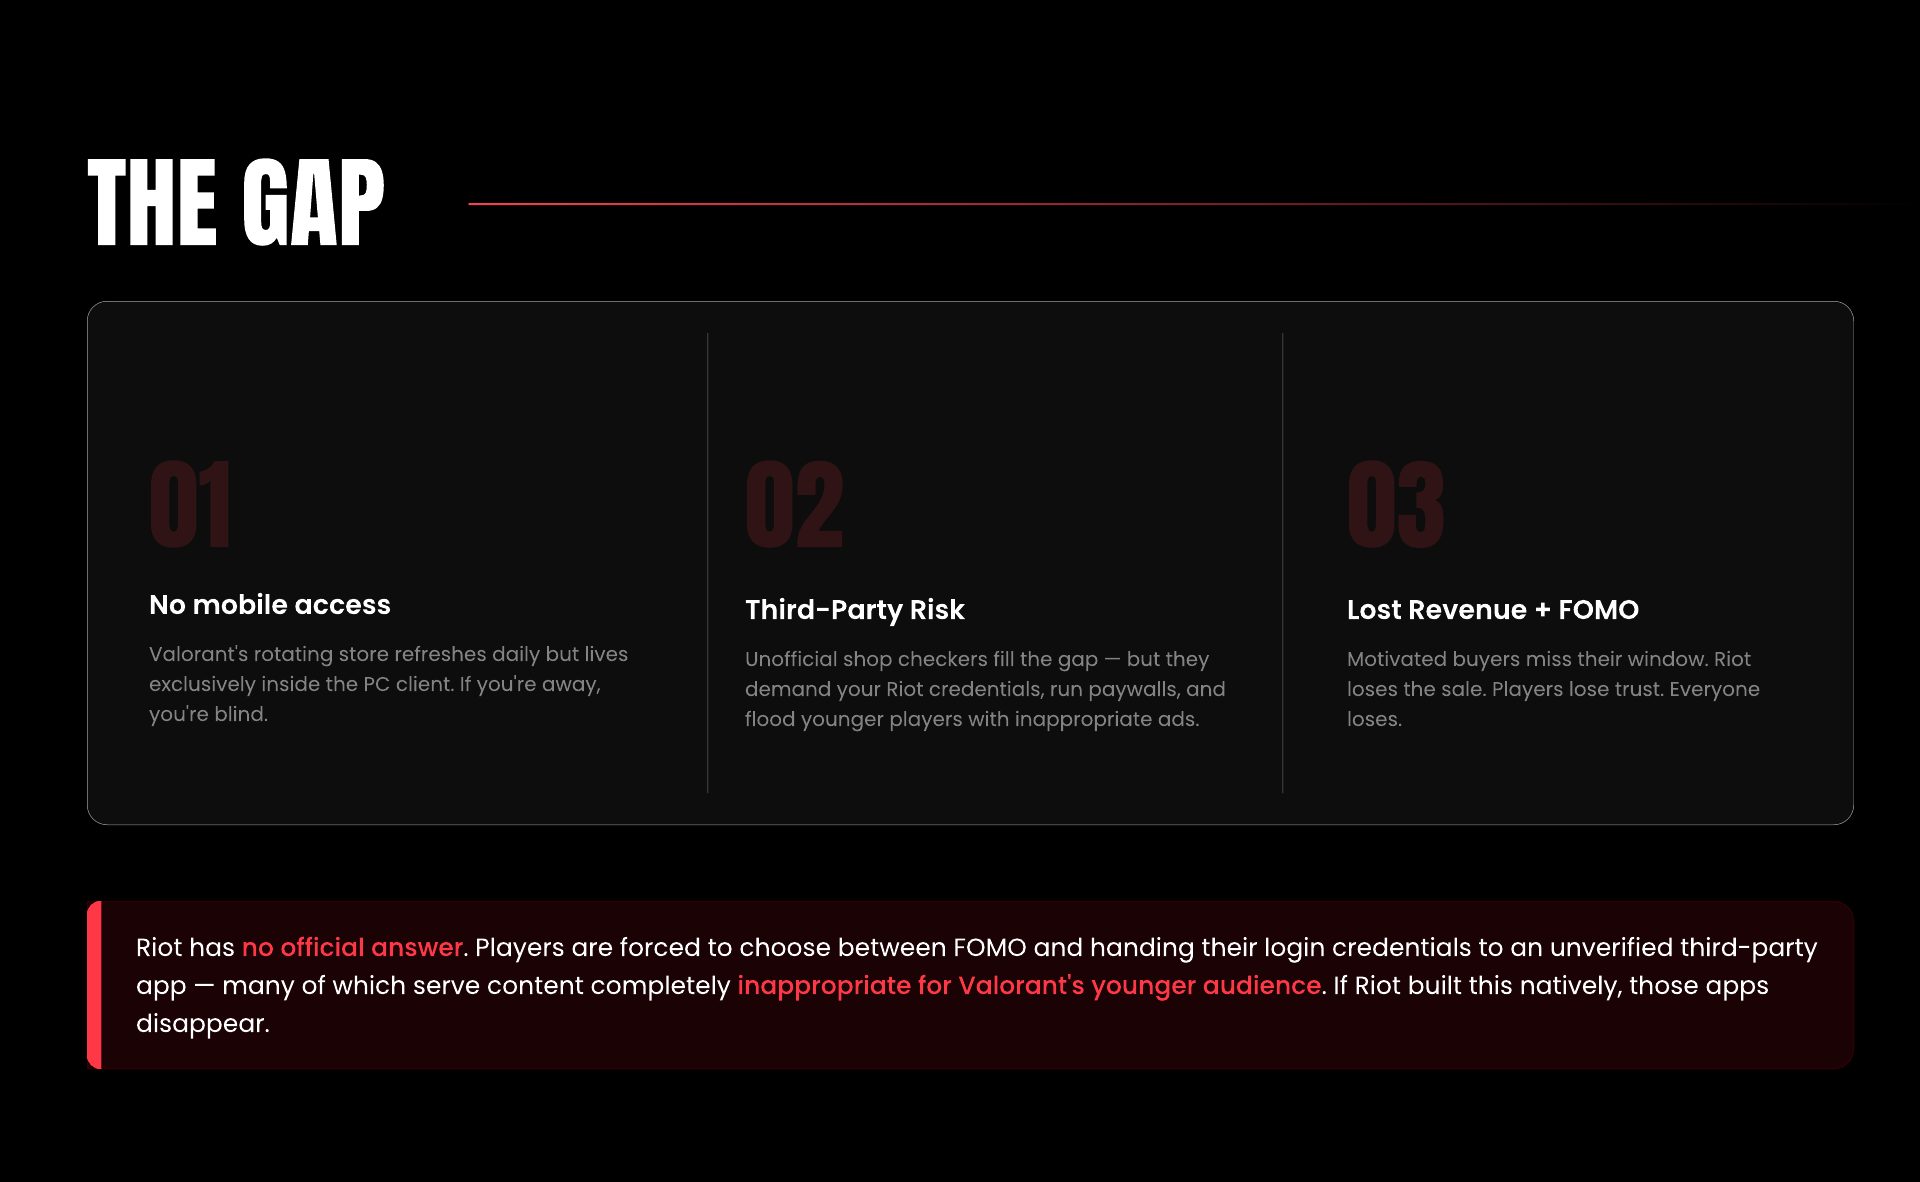 THE GAP
01
No mobile access
Valorant's rotating store refreshes daily but lives
exclusively inside the PC client. If you're away,
you're blind.
02
Third-Party Risk
Unofficial shop checkers fill the gap — but they
demand your Riot credentials, run paywalls, and
flood younger players with inappropriate ads.
03
Lost Revenue + FOMO
Motivated buyers miss their window. Riot
loses the sale. Players lose trust. Everyone
loses.
Riot has no official answer. Players are forced to choose between FOMO and handing their login credentials to an unverified third-party
app — many of which serve content completely inappropriate for Valorant's younger audience. If Riot built this natively, those apps
disappear.